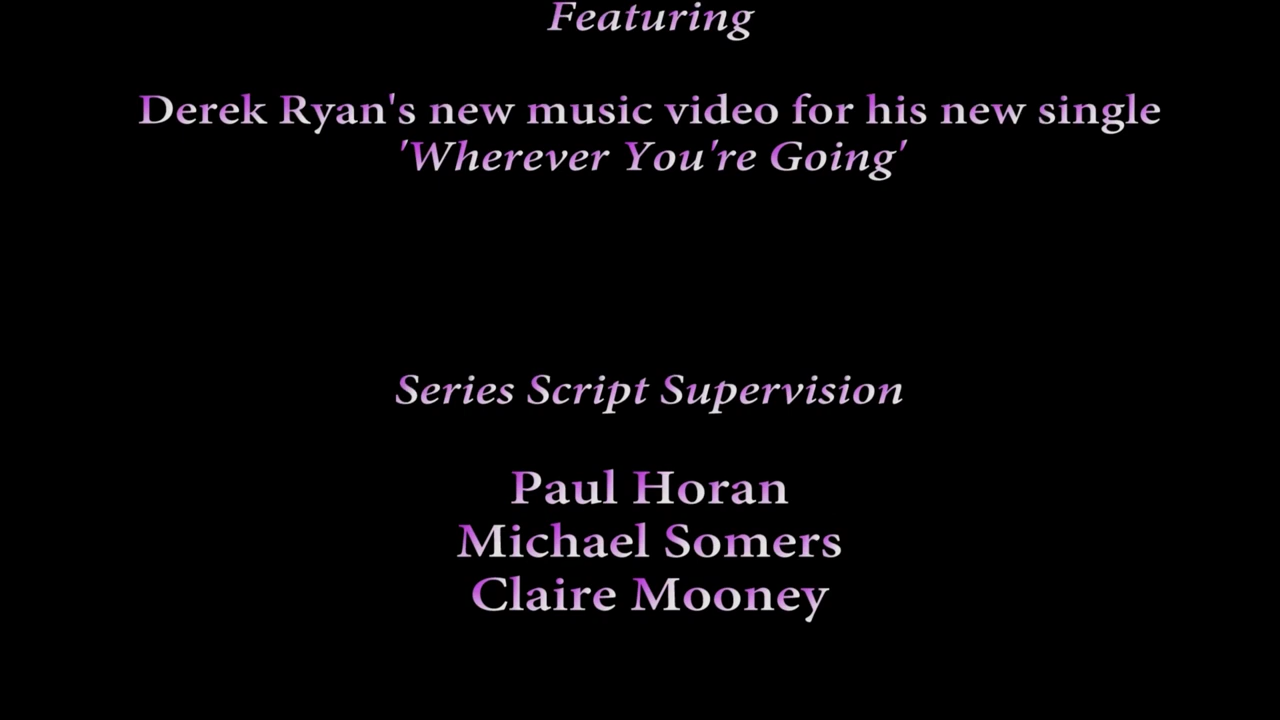 Featuring
Derek Ryan's new music video for his new single
'Wherever You're Going'
Series Script Supervision
Paul Horan
Michael Somers
Claire Mooney